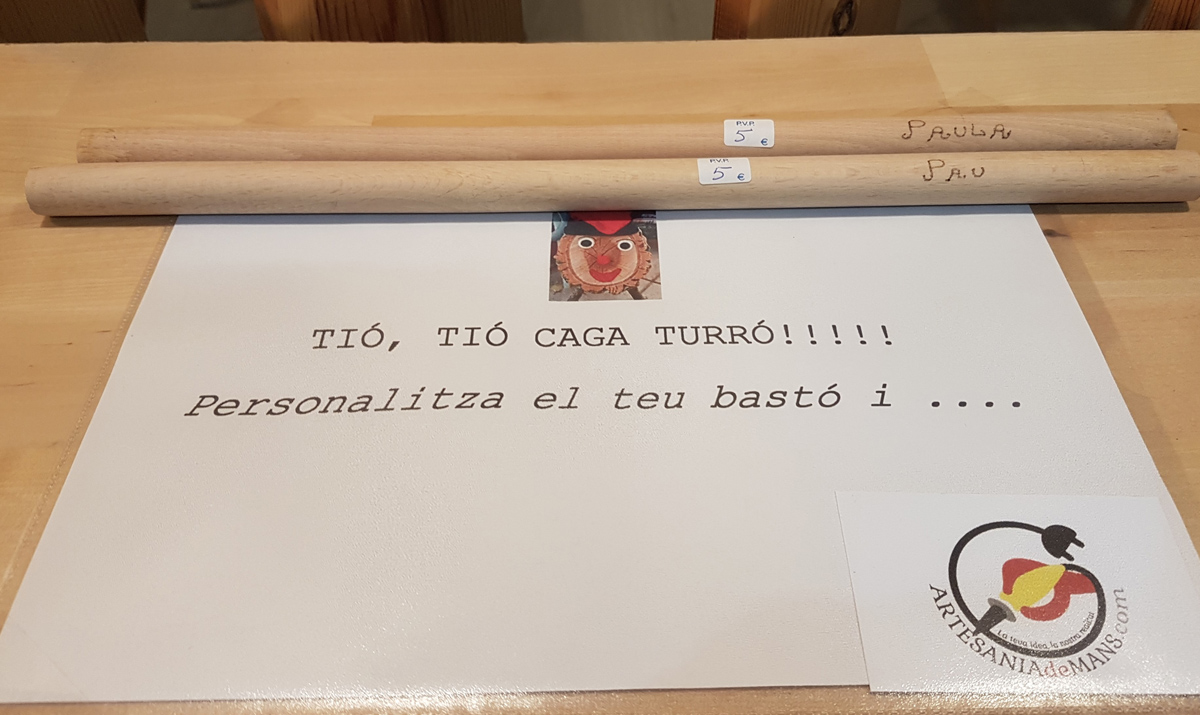 P.V.P.
5 €
PAULA
P.V.P.
5 €
PAU
TIÓ, TIÓ CAGA TURRÓ!!!!!
Personalitza el teu bastó i ....
La teva idea, la nostra realitat
ARTESANIAdeMANS.com